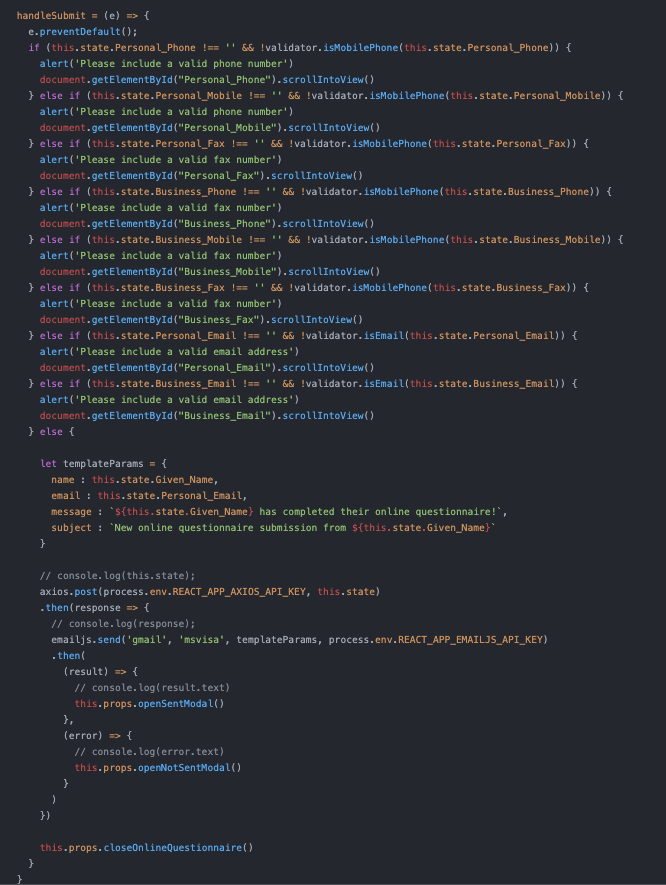 handleSubmit = (e) => {
e.preventDefault();
if (this.state.Personal_Phone !== '' && !validator.isMobilePhone(this.state.Personal_Phone)) {
alert('Please include a valid phone number')
document.getElementById("Personal_Phone").scrollIntoView()
} else if (this.state.Personal_Mobile !== '' && !validator.isMobilePhone(this.state.Personal_Mobile)) {
alert('Please include a valid phone number')
document.getElementById("Personal_Mobile").scrollIntoView()
} else if (this.state.Personal_Fax !== '' && !validator.isMobilePhone(this.state.Personal_Fax)) {
alert('Please include a valid fax number')
document.getElementById("Personal_Fax").scrollIntoView()
} else if (this.state.Business_Phone !== '' && !validator.isMobilePhone(this.state.Business_Phone)) {
alert('Please include a valid fax number')
document.getElementById("Business_Phone").scrollIntoView()
} else if (this.state.Business_Mobile !== '' && !validator.isMobilePhone(this.state.Business_Mobile)) {
alert('Please include a valid fax number')
document.getElementById("Business_Mobile").scrollIntoView()
} else if (this.state.Business_Fax !== '' && !validator.isMobilePhone(this.state.Business_Fax)) {
alert('Please include a valid fax number')
document.getElementById("Business_Fax").scrollIntoView()
} else if (this.state.Personal_Email !== '' && !validator.isEmail(this.state.Personal_Email)) {
alert('Please include a valid email address')
document.getElementById("Personal_Email").scrollIntoView()
} else if (this.state.Business_Email !== '' && !validator.isEmail(this.state.Business_Email)) {
alert('Please include a valid email address')
document.getElementById("Business_Email").scrollIntoView()
} else {
let templateParams = {
name : this.state.Given_Name,
email : this.state.Personal_Email,
message : `${this.state.Given_Name} has completed their online questionnaire!`,
subject : `New online questionnaire submission from ${this.state.Given_Name}`
}
// console.log(this.state);
axios.post(process.env.REACT_APP_AXIOS_API_KEY, this.state)
.then(response => {
// console.log(response);
emailjs.send('gmail', 'msvisa', templateParams, process.env.REACT_APP_EMAILJS_API_KEY)
.then(
(result) => {
// console.log(result.text)
this.props.openSentModal()
},
(error) => {
// console.log(error.text)
this.props.openNotSentModal()
}
)
})
this.props.closeOnlineQuestionnaire()
}
}